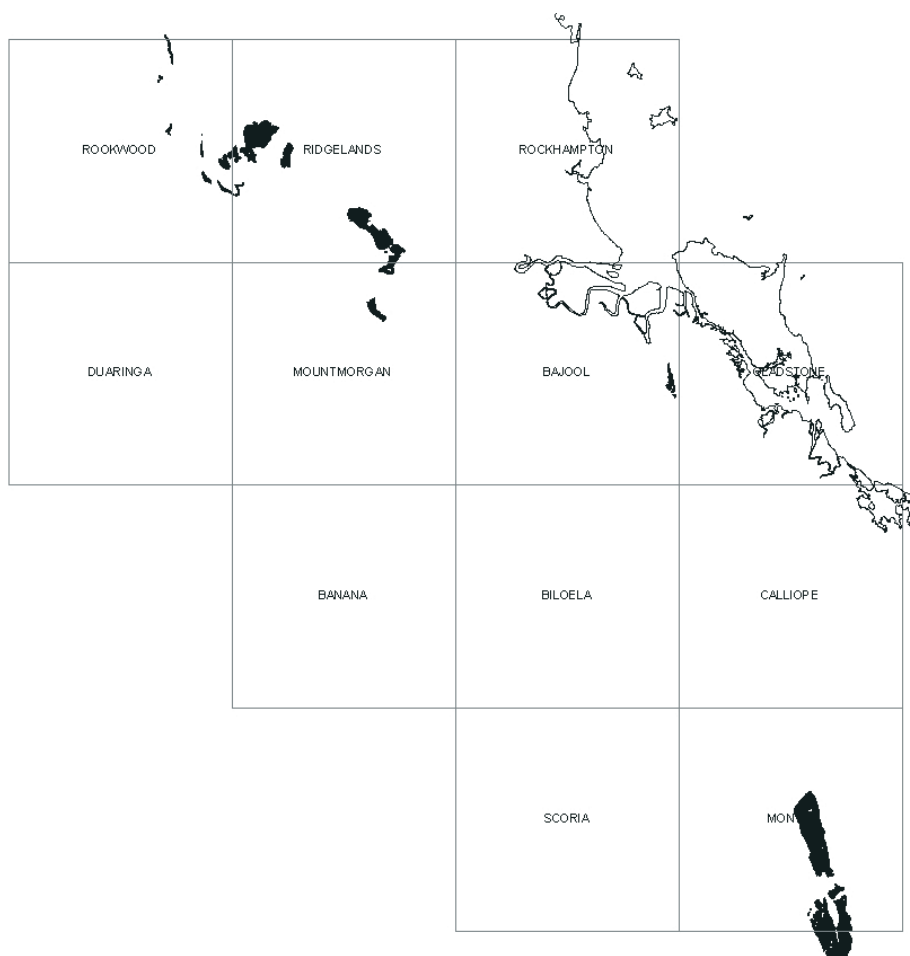 ROOKWOOD
RIDGELANDS
ROCKHAMPTON
DUARINGA
MOUNTMORGAN
BAJOOL
GLADSTONE
BANANA
BILOELA
CALLIOPE
SCORIA
MON